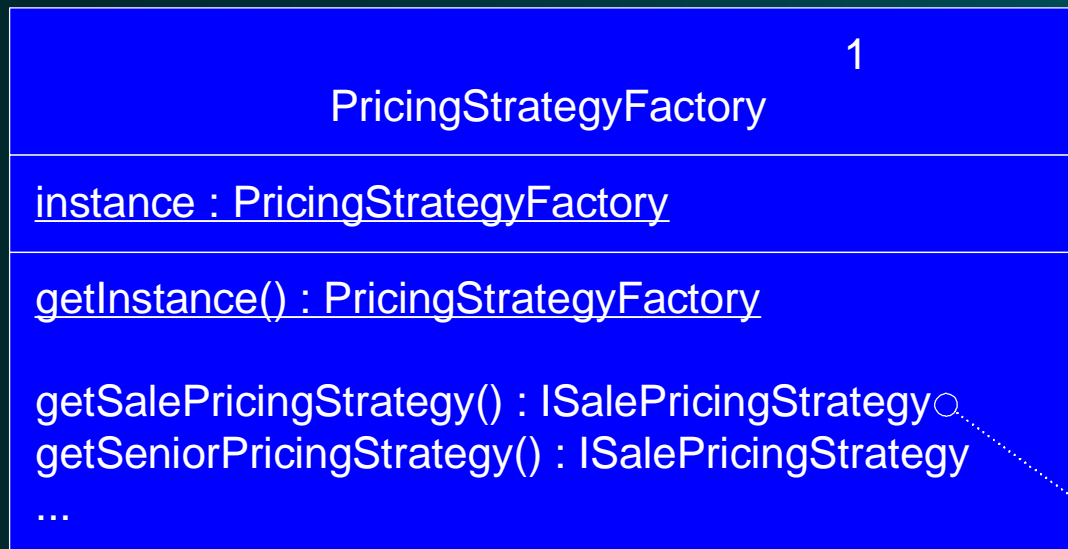 1
PricingStrategyFactory
instance : PricingStrategyFactory
getInstance() : PricingStrategyFactory
getSalePricingStrategy() : ISalePricingStrategy
getSeniorPricingStrategy() : ISalePricingStrategy
...